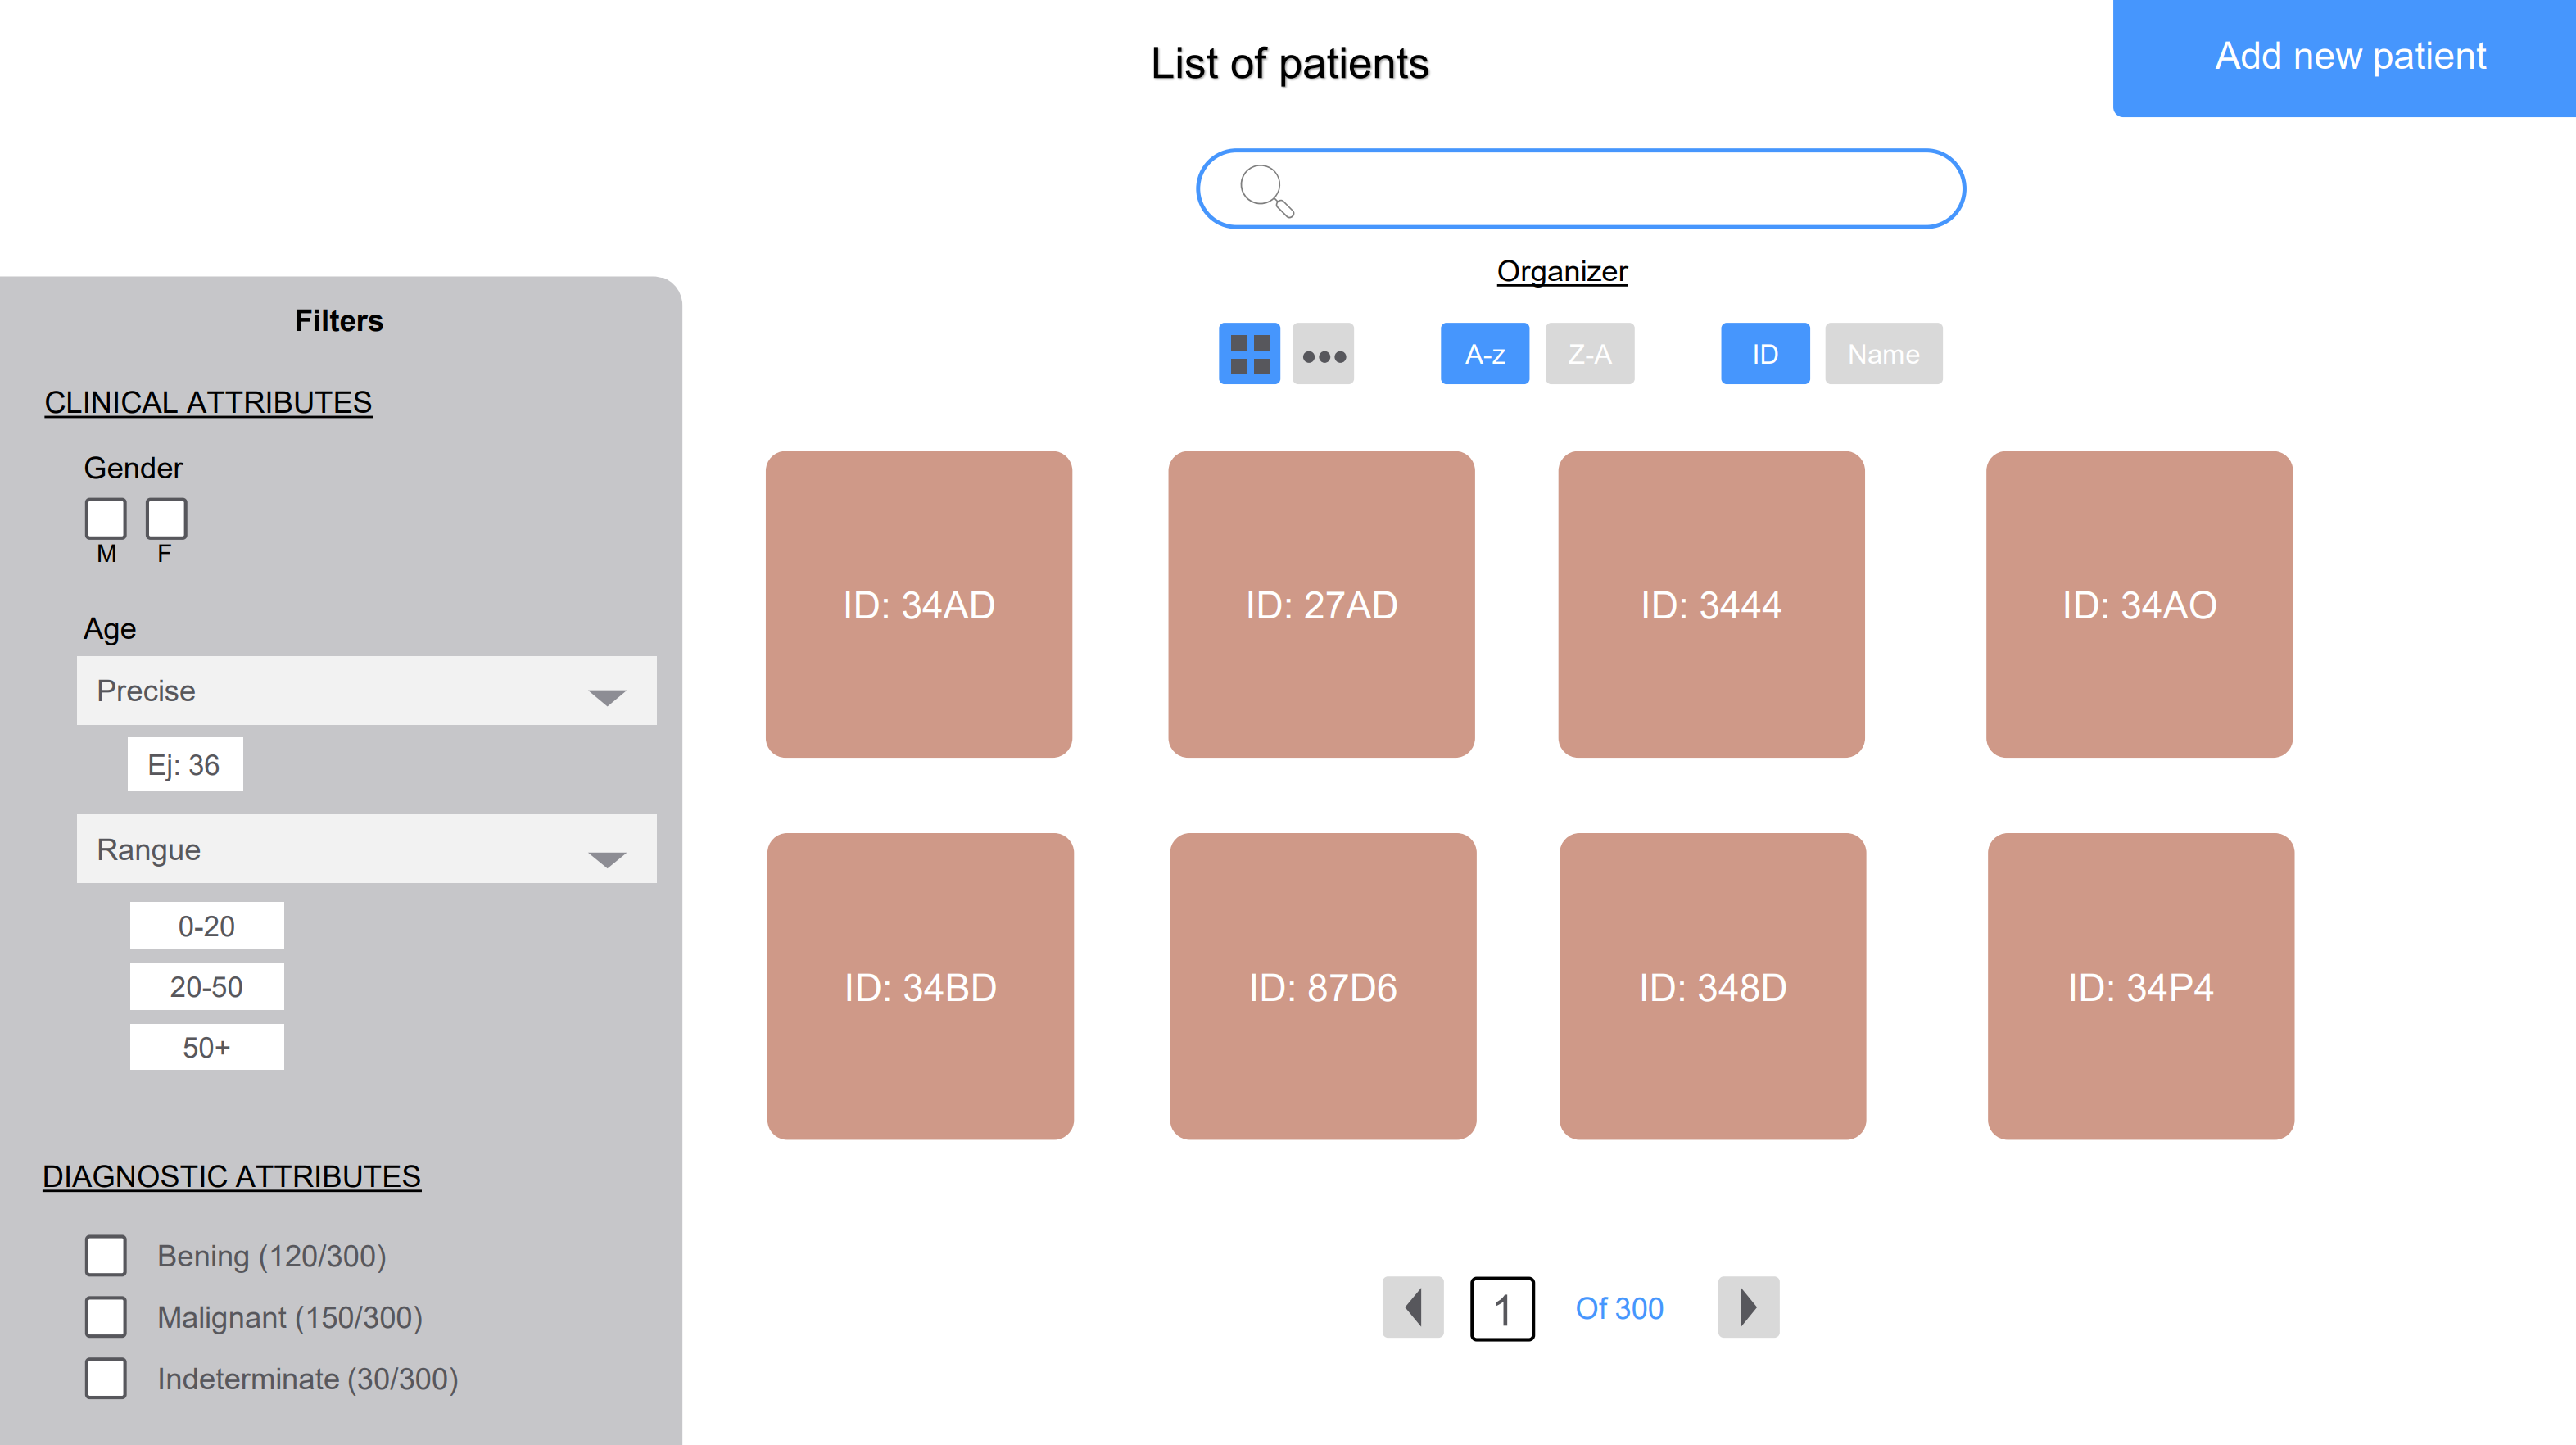 List of patients
Add new patient
Organizer
A-z
Z-A
ID
Name
Filters
CLINICAL ATTRIBUTES
Gender
M F
Age
Precise
Ej: 36
Rangue
0-20
20-50
50+
DIAGNOSTIC ATTRIBUTES
Bening (120/300)
Malignant (150/300)
Indeterminate (30/300)
ID: 34AD
ID: 27AD
ID: 3444
ID: 34AO
ID: 34BD
ID: 87D6
ID: 348D
ID: 34P4
1
Of 300